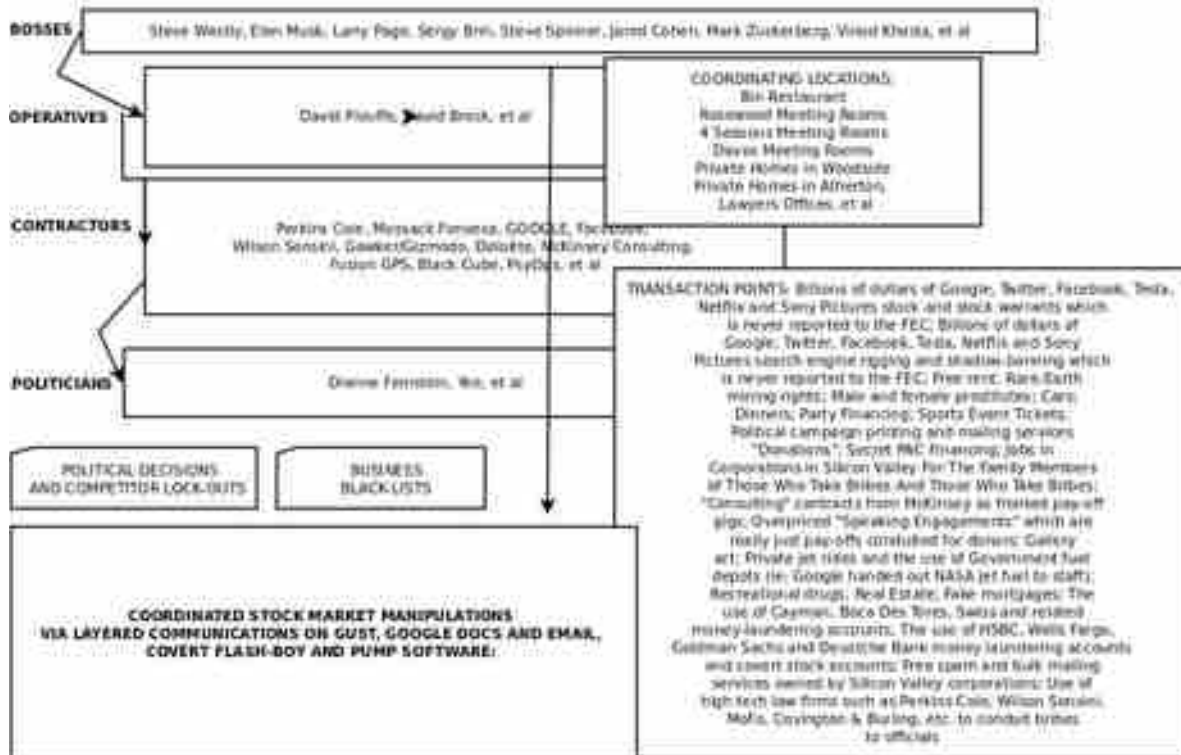 BOSSES
Steve Westly, Elon Musk, Larry Page, Sergy Brin, Steve Spinner, Jared Cohen, Mark Zuckerberg, Vinod Khosla, et al
OPERATIVES
David Plouffe, David Brock, et al
COORDINATING LOCATIONS:
Bin Restaurant
Rosewood Meeting Rooms
4 Seasons Meeting Rooms
Davos Meeting Rooms
Private Homes in Woodside
Private Homes in Atherton,
Lawyers Offices, et al
CONTRACTORS
Perkins Coie, Mossack Fonseca, GOOGLE, Facebook,
Wilson Sonsini, Gawker/Gizmodo, Deloitte, McKinsey Consulting,
Fusion GPS, Black Cube, PsyOps, et al
POLITICIANS
Dianne Feinstein, et al
TRANSACTION POINTS: Billions of dollars of Google, Twitter, Facebook, Tesla,
Netflix and Sony Pictures stock and stock warrants which
is never reported to the FEC; Billions of dollars of
Google, Twitter, Facebook, Tesla, Netflix and Sony
Pictures search engine rigging and shadow-banning which
is never reported to the FEC; Free rent; Rare Earth
mining rights; Male and female prostitutes; Cars;
Dinners; Party Financing; Sports Event Tickets;
Political campaign printing and mailing services
"Donations"; Secret PAC Financing; Jobs in
Corporations in Silicon Valley For The Family Members
of Those Who Take Bribes And Those Who Take Bribes;
"Consulting" contracts from McKinsey as pay-off
gigs; Overpriced "Speaking Engagements" which are
really just pay-offs conduited for donors; Gallery
art; Private jet rides and the use of Government fuel
depots (ie: Google handed out NASA jet fuel to staff);
Recreational drugs; Real Estate; Fake mortgages; The
use of Cayman, Boca Des Tores, Swiss and related
money-laundering accounts; The use of HSBC, Wells Fargo,
Goldman Sachs and Deutsche Bank money laundering accounts
and covert stock accounts; Free spam and bulk mailing
services owned by Silicon Valley corporations; Use of
high tech law firms such as Perkins Coie, Wilson Sonsini,
MoFo, Covington & Burling, etc. to conduit bribes
to officials
POLITICAL DECISIONS
AND COMPETITOR LOCK-OUTS
BUSINESS
BLACK-LISTS
COORDINATED STOCK MARKET MANIPULATIONS
VIA LAYERED COMMUNICATIONS ON GUST, GOOGLE DOCS AND EMAIL,
COVERT FLASH-BOY AND PUMP SOFTWARE: